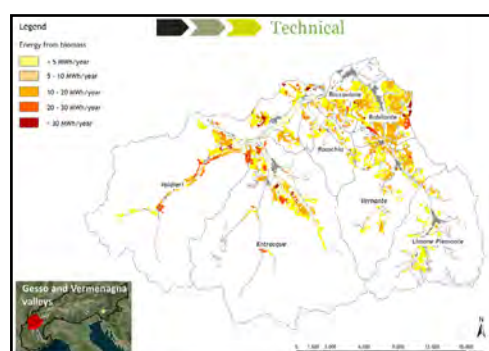 Legend
Technical
Energy from biomass
< 5 MWh/year
5 - 10 MWh/year
10 - 20 MWh/year
20 - 30 MWh/year
> 30 MWh/year
Roccavione
Robilante
Roaschia
Valdieri
Vernante
Entracque
Limone Piemonte
Gesso and Vermenagna
valleys
N